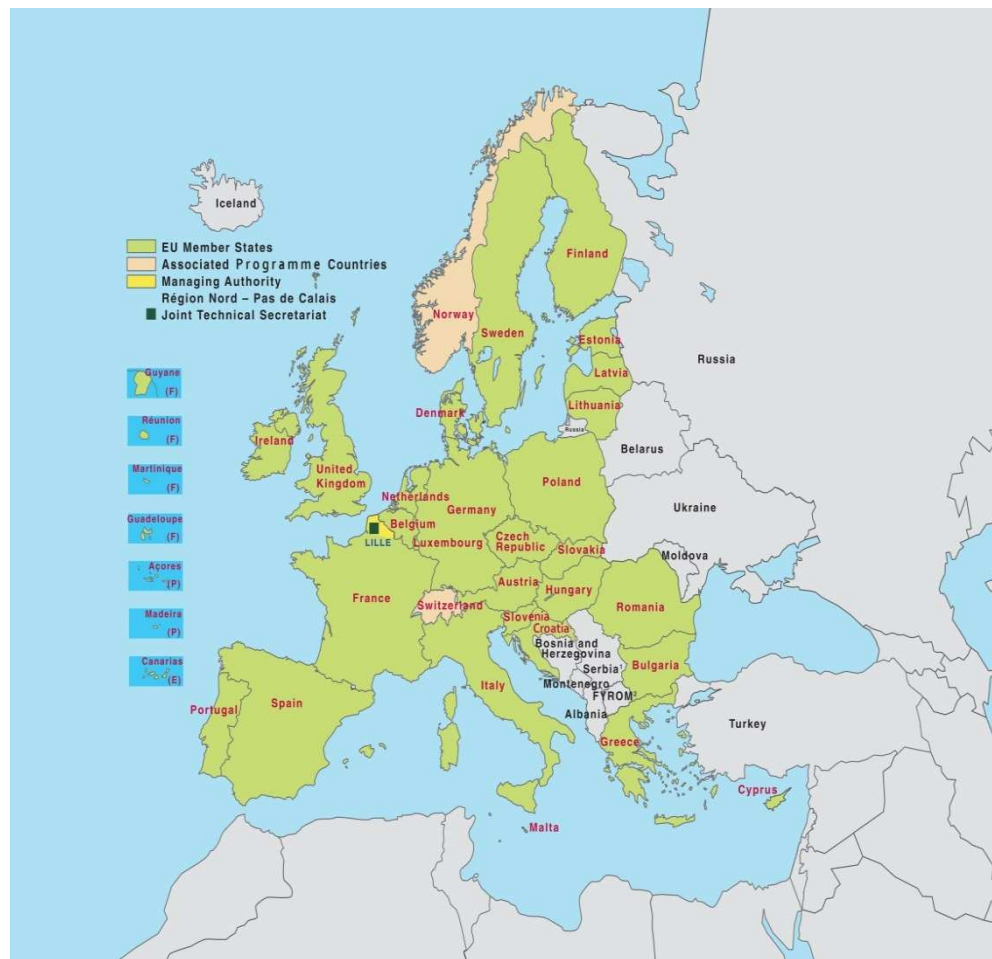 Iceland
EU Member States
Associated Programme Countries
Managing Authority
Région Nord – Pas de Calais
Joint Technical Secretariat
Finland
Norway
Sweden
Estonia
Russia
Latvia
Guyane
(F)
Lithuania
Denmark
Russia
Réunion
(F)
Ireland
Belarus
Martinique
(F)
United
Kingdom
Poland
Netherlands
Germany
Ukraine
Guadeloupe
(F)
Belgium
LILLE
Luxembourg
Czech
Republic
Slovakia
Moldova
Açores
(P)
Austria
Hungary
France
Switzerland
Romania
Madeira
(P)
Slovenia
Croatia
Bosnia and
Herzegovina
Serbia
Bulgaria
Canarias
(E)
Italy
Montenegro
FYROM²
Portugal
Spain
Albania
Turkey
Greece
Cyprus
Malta